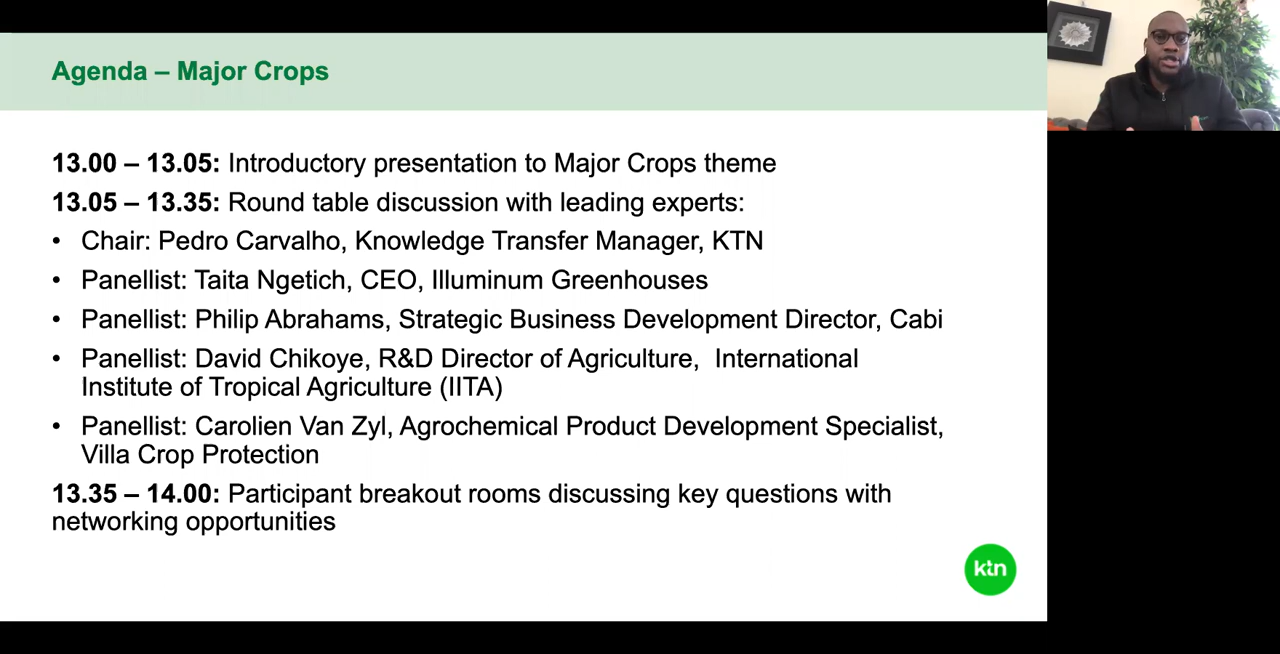 Agenda – Major Crops
13.00 – 13.05: Introductory presentation to Major Crops theme
13.05 – 13.35: Round table discussion with leading experts:
• Chair: Pedro Carvalho, Knowledge Transfer Manager, KTN
• Panellist: Taita Ngetich, CEO, Illuminum Greenhouses
• Panellist: Philip Abrahams, Strategic Business Development Director, Cabi
• Panellist: David Chikoye, R&D Director of Agriculture, International
Institute of Tropical Agriculture (IITA)
• Panellist: Carolien Van Zyl, Agrochemical Product Development Specialist,
Villa Crop Protection
13.35 – 14.00: Participant breakout rooms discussing key questions with
networking opportunities
ktn